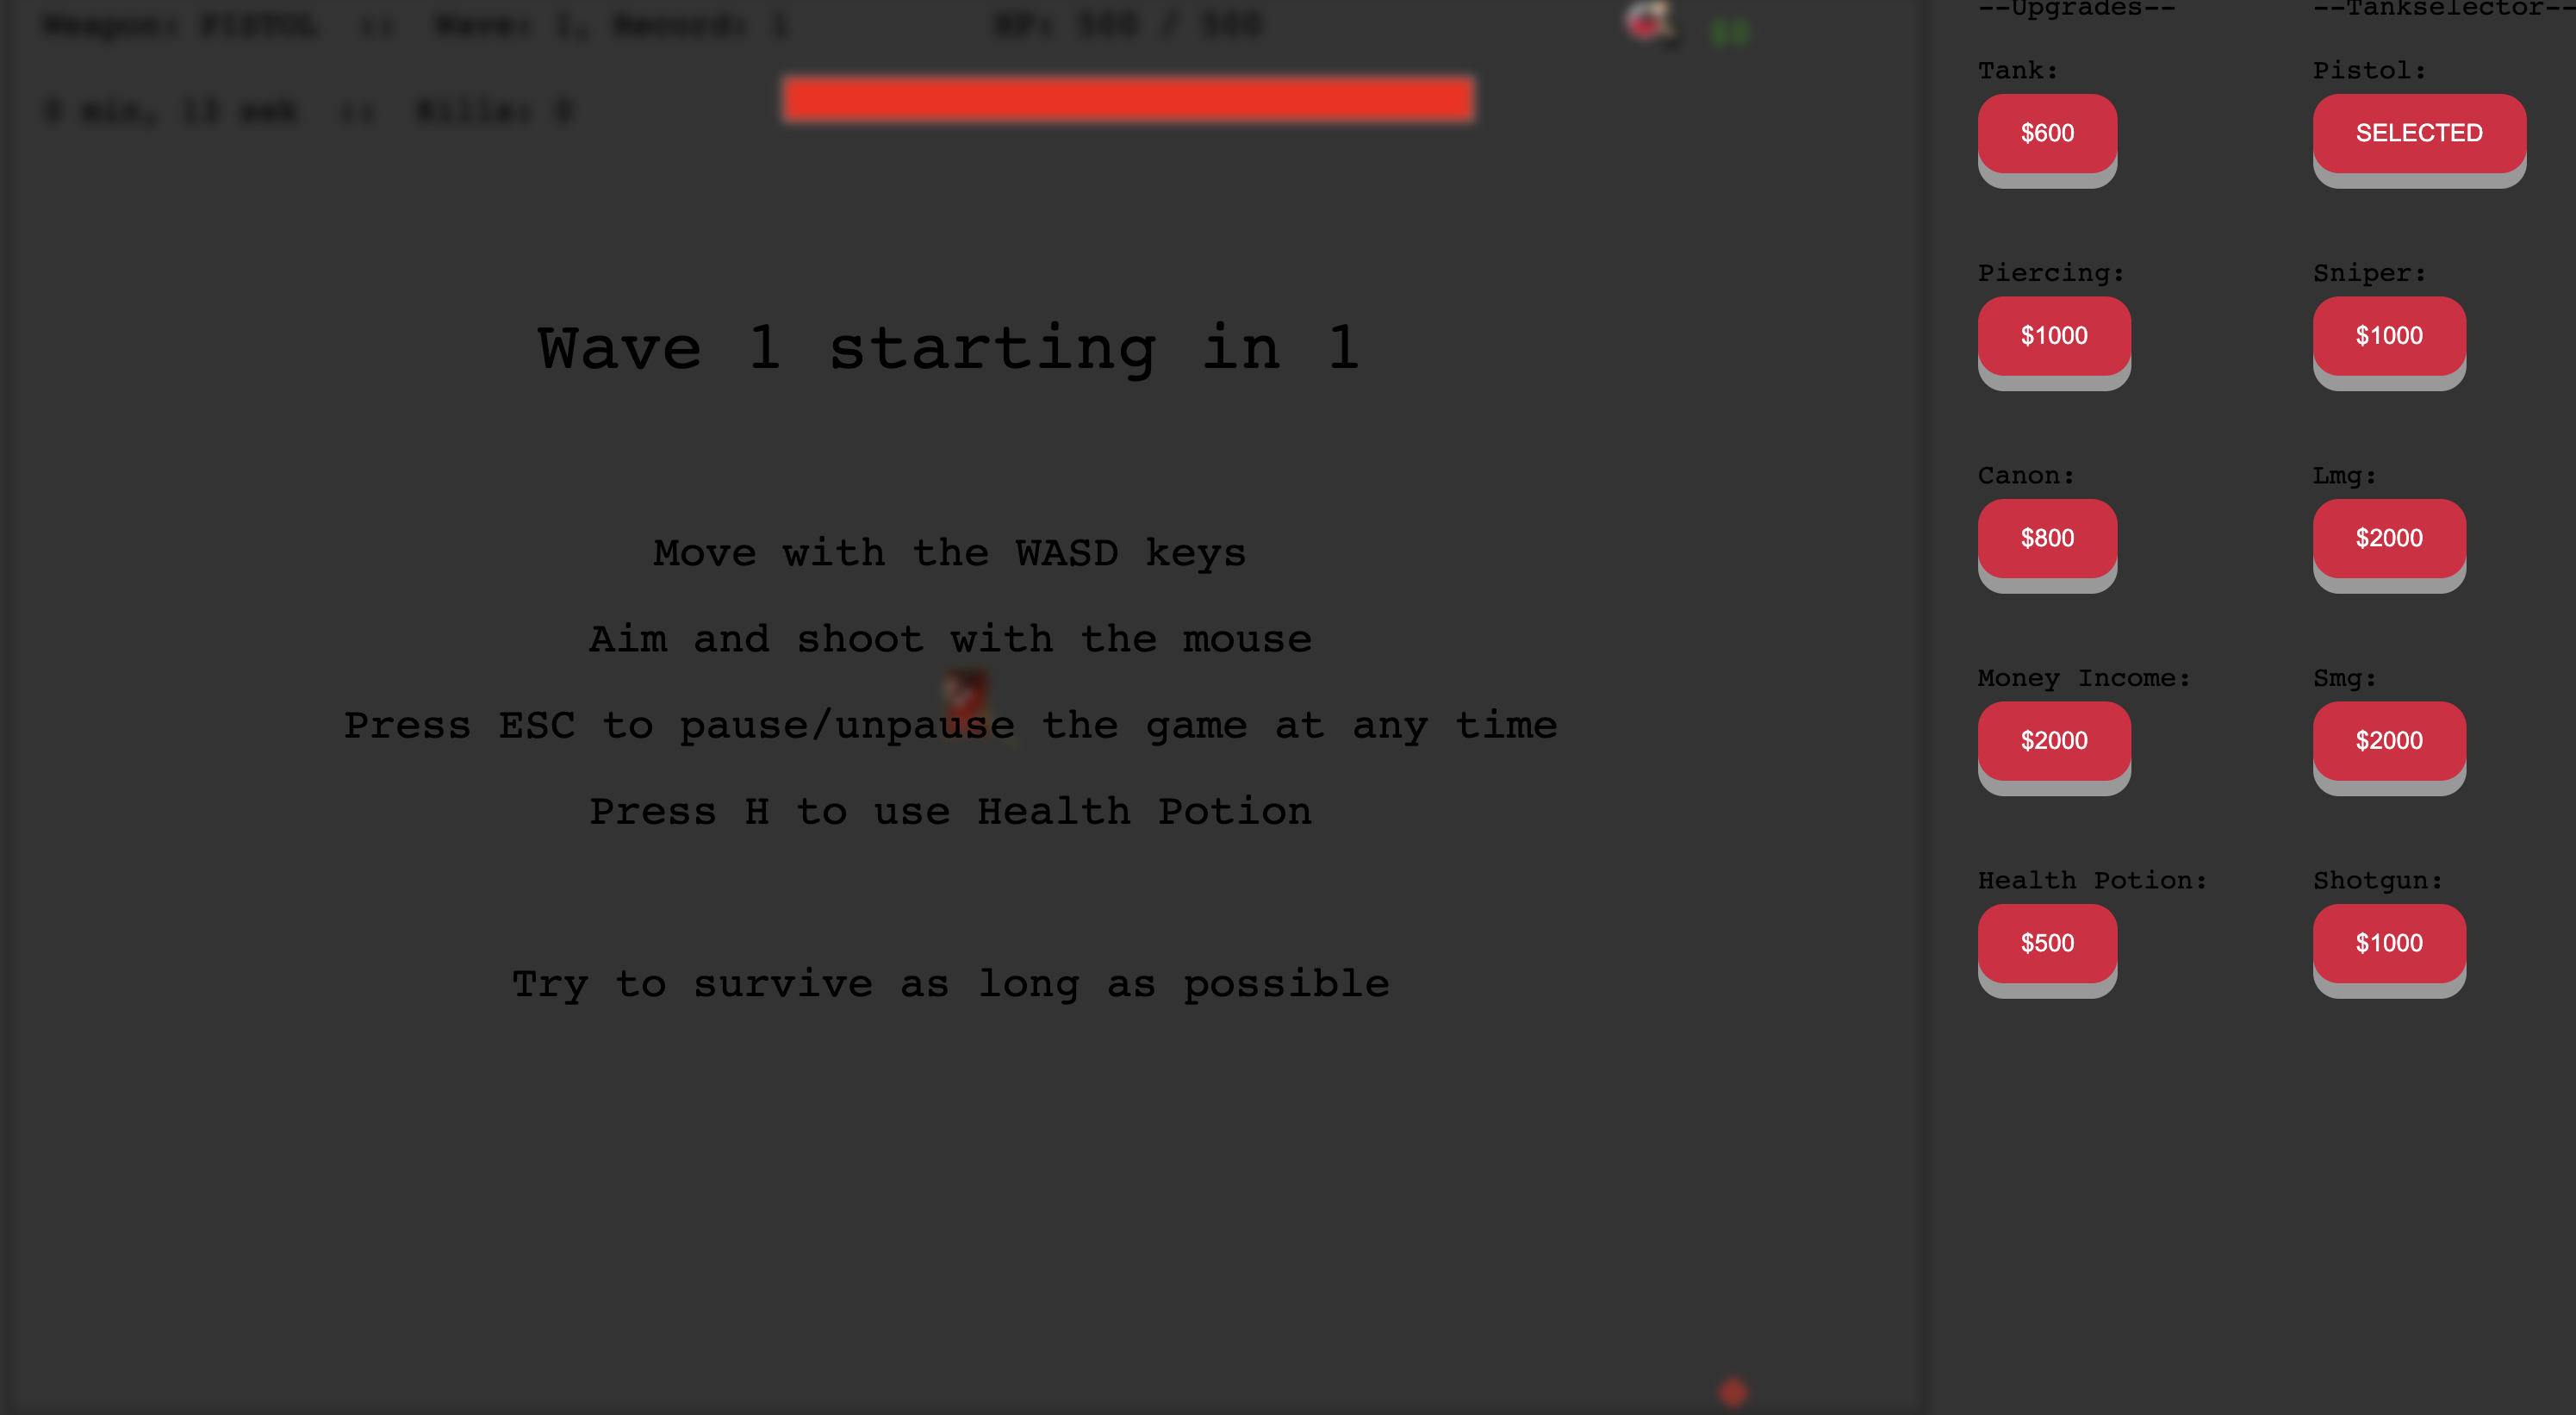 Weapon: PISTOL :: Wave: 1, Record: 1
HP: 500 / 500
$0
0 min, 13 sek :: Kills: 0
Wave 1 starting in 1
Move with the WASD keys
Aim and shoot with the mouse
Press ESC to pause/unpause the game at any time
Press H to use Health Potion
Try to survive as long as possible
--Upgrades--
Tank:
$600
Piercing:
$1000
Canon:
$800
Money Income:
$2000
Health Potion:
$500
--Tankselector--
Pistol:
SELECTED
Sniper:
$1000
Lmg:
$2000
Smg:
$2000
Shotgun:
$1000